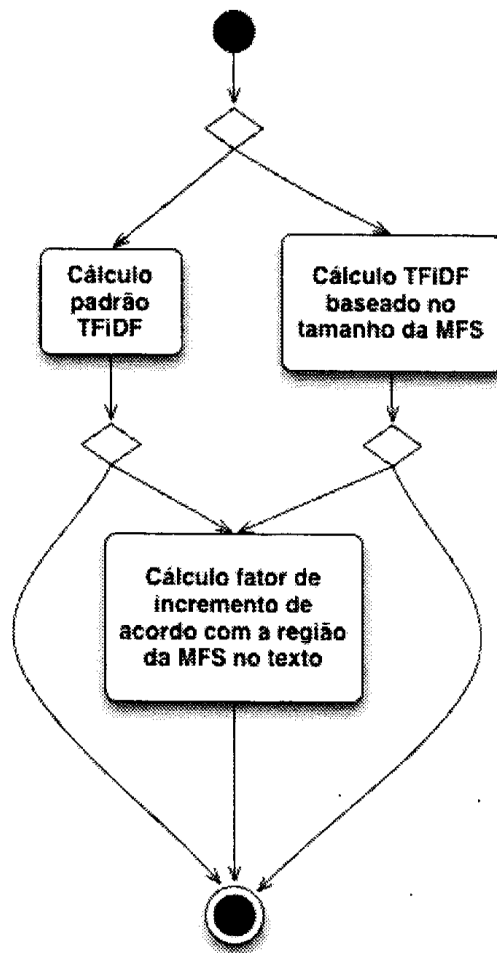 Cálculo
padrão
TFiDF
Cálculo TFiDF
baseado no
tamanho da MFS
Cálculo fator de
incremento de
acordo com a região
da MFS no texto